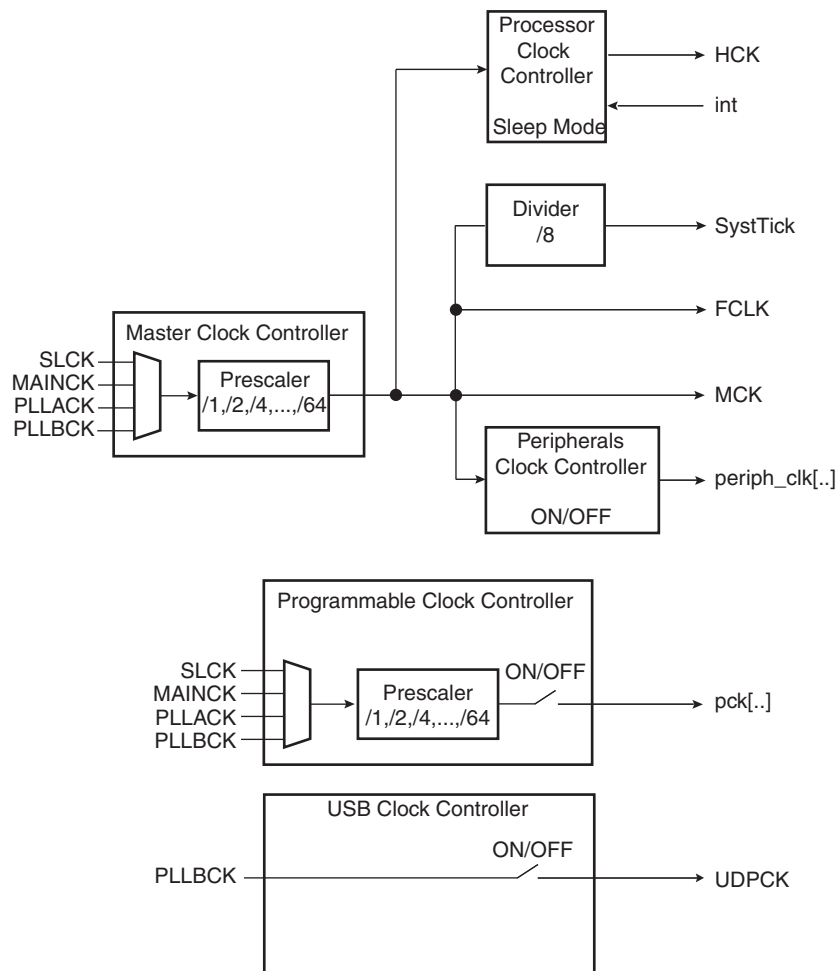 Processor
Clock
Controller
Sleep Mode
HCK
int
Divider
/8
SystTick
FCLK
Master Clock Controller
SLCK
MAINCK
PLLACK
PLLBCK
Prescaler
/1,/2,/4,...,/64
MCK
Peripherals
Clock Controller
ON/OFF
periph_clk[..]
Programmable Clock Controller
SLCK
MAINCK
PLLACK
PLLBCK
Prescaler
/1,/2,/4,...,/64
ON/OFF
pck[..]
USB Clock Controller
ON/OFF
PLLBCK
UDPCK